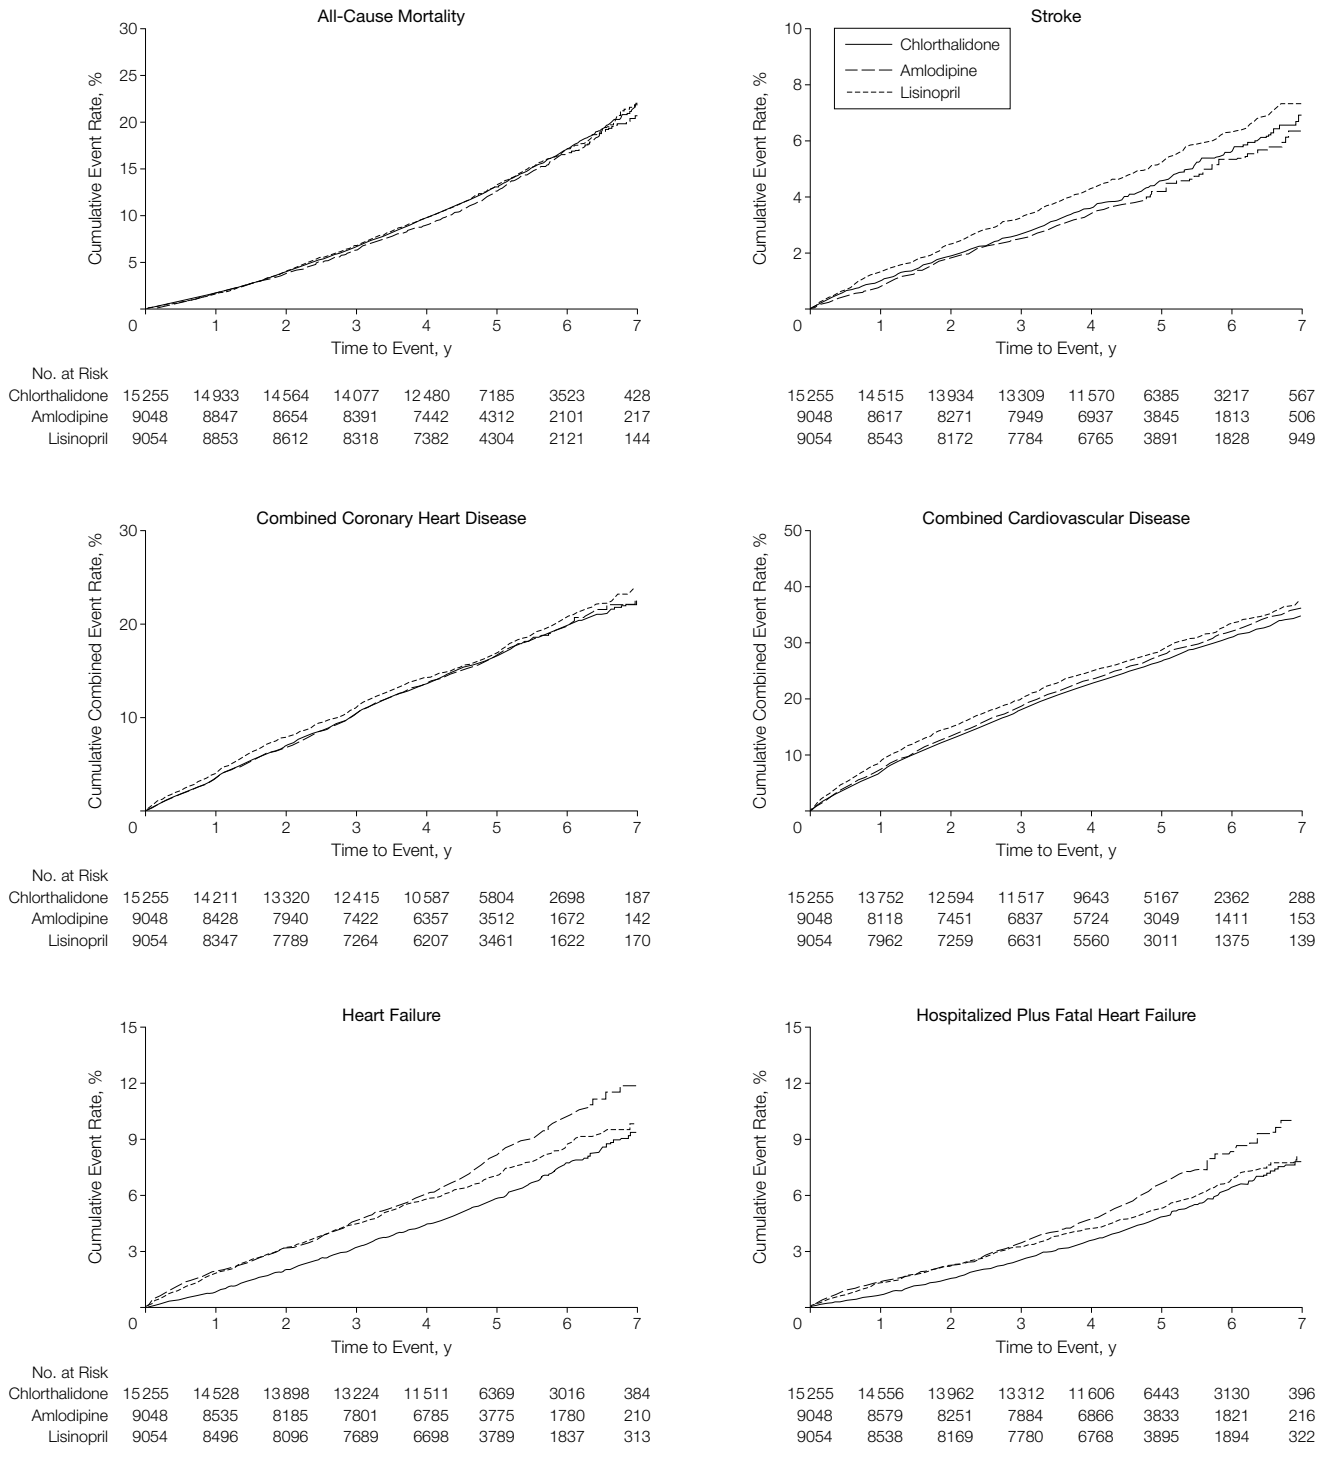 All-Cause Mortality
30
25
20
15
10
5
0
1 2 3 4 5 6 7
Cumulative Event Rate, %
Time to Event, y
No. at Risk
Chlorthalidone 15255 14933 14564 14077 12480 7185 3523 428
Amlodipine 9048 8847 8654 8391 7442 4312 2101 217
Lisinopril 9054 8853 8612 8318 7382 4304 2121 144
Stroke
Chlorthalidone
Amlodipine
Lisinopril
10
8
6
4
2
0
1 2 3 4 5 6 7
Cumulative Event Rate, %
Time to Event, y
15255 14515 13934 13309 11570 6385 3217 567
9048 8617 8271 7949 6937 3845 1813 506
9054 8543 8172 7784 6765 3891 1828 949
Combined Coronary Heart Disease
30
20
10
0
1 2 3 4 5 6 7
Cumulative Combined Event Rate, %
Time to Event, y
No. at Risk
Chlorthalidone 15255 14211 13320 12415 10587 5804 2698 187
Amlodipine 9048 8428 7940 7422 6357 3512 1672 142
Lisinopril 9054 8347 7789 7264 6207 3461 1622 170
Combined Cardiovascular Disease
50
40
30
20
10
0
1 2 3 4 5 6 7
Cumulative Combined Event Rate, %
Time to Event, y
15255 13752 12594 11517 9643 5167 2362 288
9048 8118 7451 6837 5724 3049 1411 153
9054 7962 7259 6631 5560 3011 1375 139
Heart Failure
15
12
9
6
3
0
1 2 3 4 5 6 7
Cumulative Event Rate, %
Time to Event, y
No. at Risk
Chlorthalidone 15255 14528 13898 13224 11511 6369 3016 384
Amlodipine 9048 8535 8185 7801 6785 3775 1780 210
Lisinopril 9054 8496 8096 7689 6698 3789 1837 313
Hospitalized Plus Fatal Heart Failure
15
12
9
6
3
0
1 2 3 4 5 6 7
Cumulative Event Rate, %
Time to Event, y
15255 14556 13962 13312 11606 6443 3130 396
9048 8579 8251 7884 6866 3833 1821 216
9054 8538 8169 7780 6768 3895 1894 322